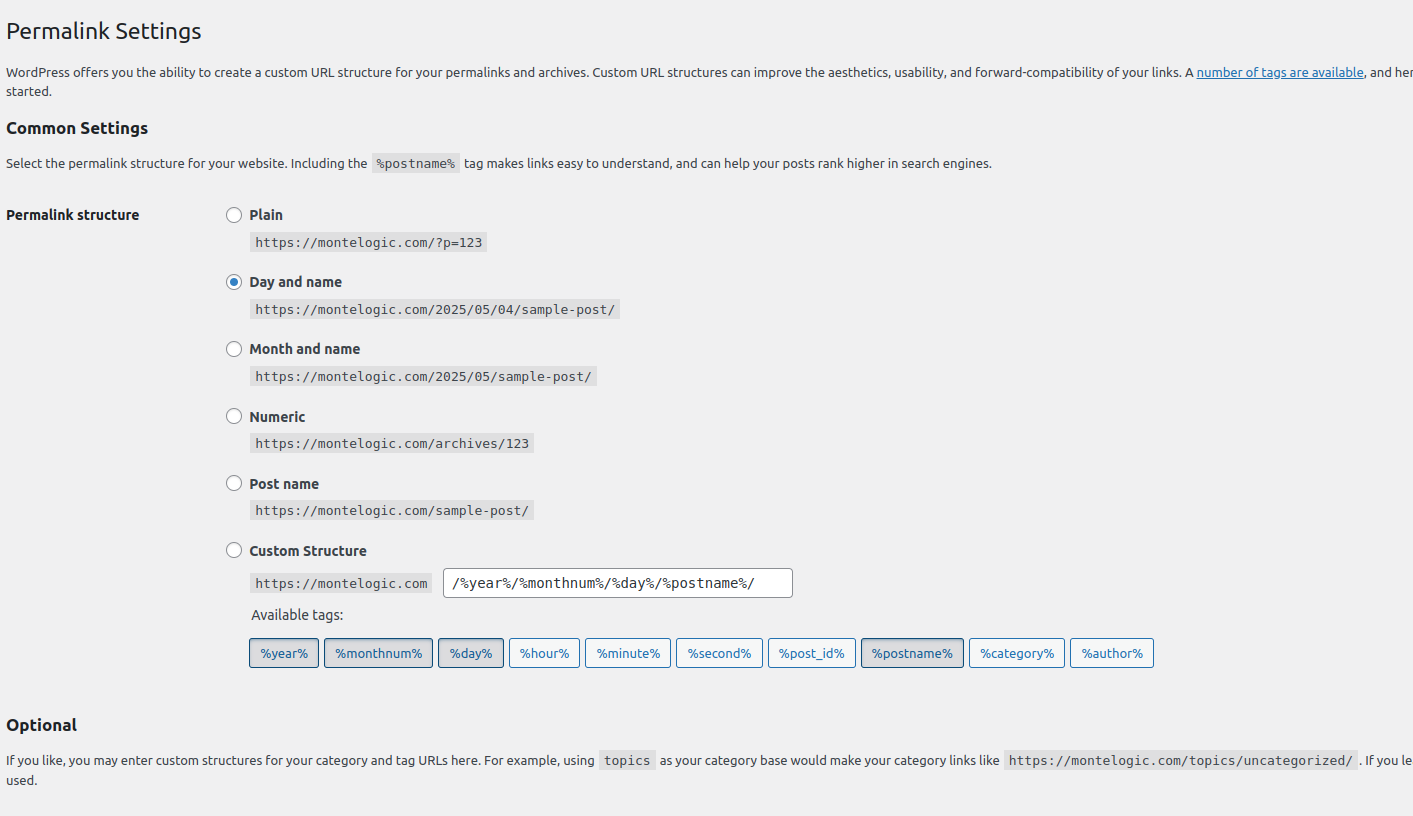 Permalink Settings
WordPress offers you the ability to create a custom URL structure for your permalinks and archives. Custom URL structures can improve the aesthetics, usability, and forward-compatibility of your links. A number of tags are available, and
started.
Common Settings
Select the permalink structure for your website. Including the %postname% tag makes links easy to understand, and can help your posts rank higher in search engines.
Permalink structure
Plain
https://montelogic.com/?p=123
Day and name
https://montelogic.com/2025/05/04/sample-post/
Month and name
https://montelogic.com/2025/05/sample-post/
Numeric
https://montelogic.com/archives/123
Post name
https://montelogic.com/sample-post/
Custom Structure
https://montelogic.com /%year%/%monthnum%/%day%/%postname%/
Available tags:
%year% %monthnum% %day% %hour% %minute% %second% %post_id% %postname% %category% %author%
Optional
If you like, you may enter custom structures for your category and tag URLs here. For example, using topics as your category base would make your category links like https://montelogic.com/topics/uncategorized/ . If you
used.